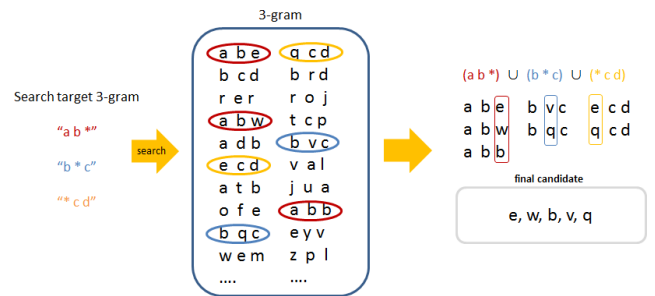 3-gram
Search target 3-gram
“a b *”
“b * c”
“* c d”
search
a b e
b c d
r e r
a b w
a d b
e c d
a t b
o f e
b q c
w e m
....
q c d
b r d
r o j
t c p
b v c
v a l
j u a
a b b
e y v
z p l
....
(a b *) ∪ (b * c) ∪ (* c d)
a b e b v c e c d
a b w b q c q c d
a b b
final candidate
e, w, b, v, q